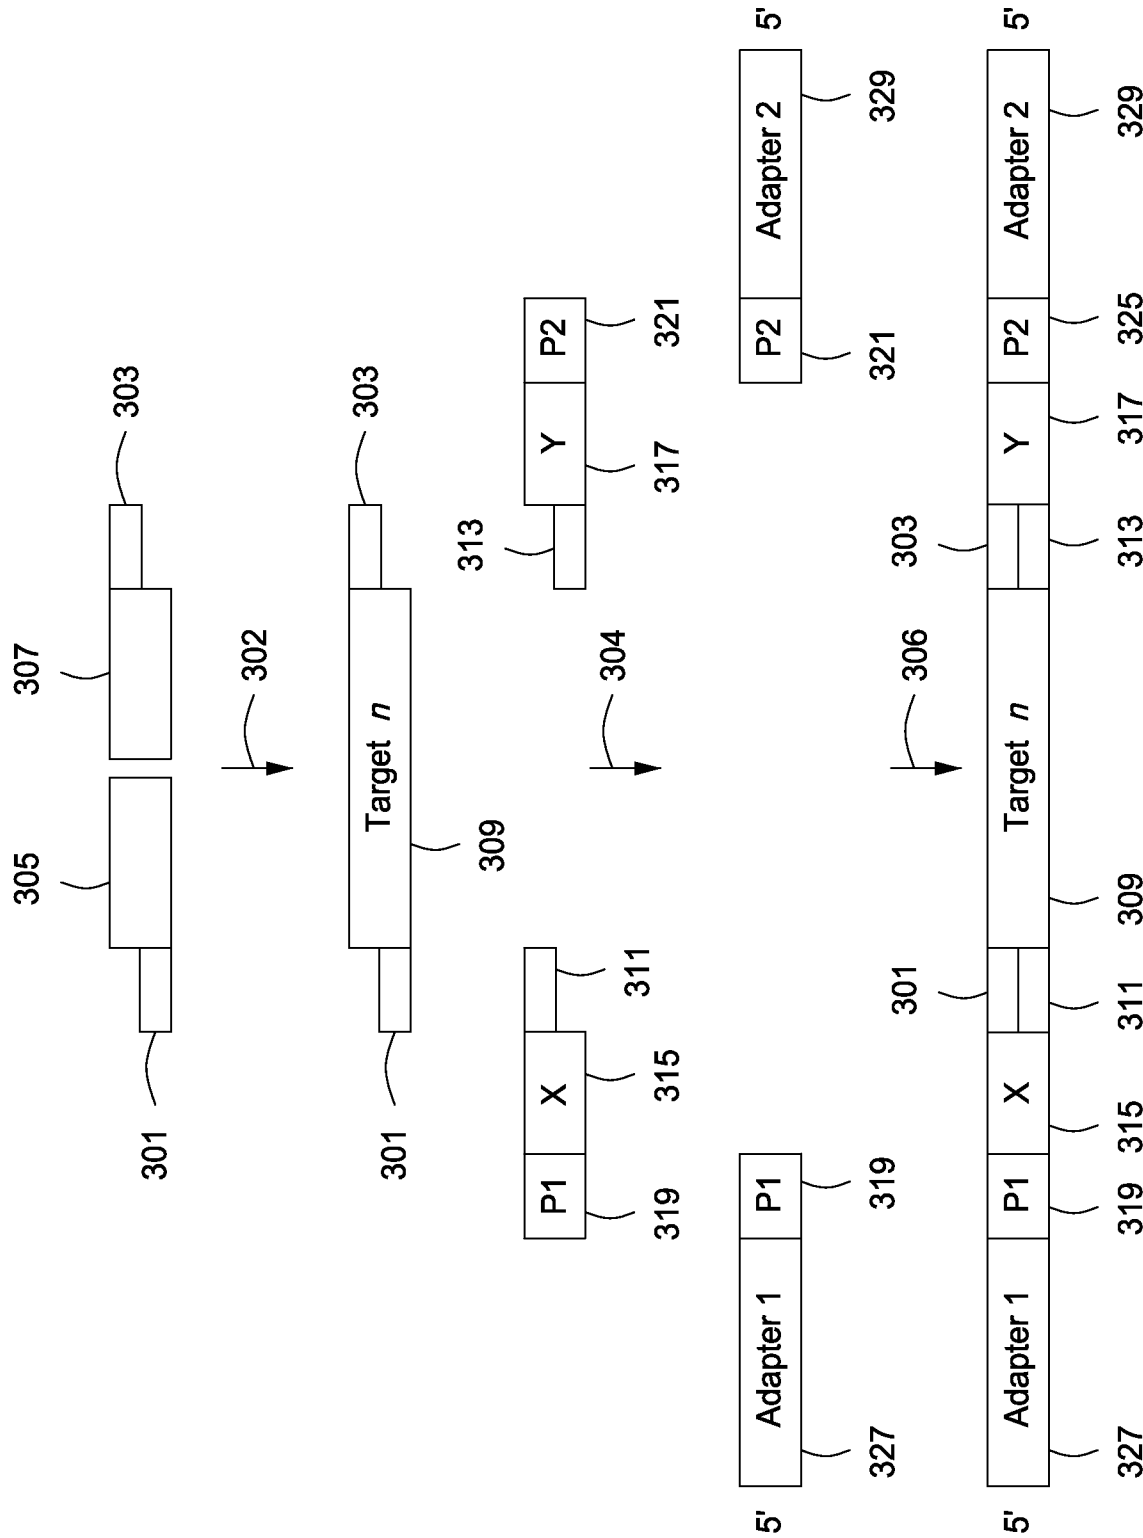 305 307
303
301
302
303
Target n
301
313
309
P1 X Y P2
304
311
319 315 317 321
5' Adapter 1 P1 P2 Adapter 2 5'
327 319 321 329
301 306 303
5' Adapter 1 P1 X Target n Y P2 Adapter 2 5'
327 319 315 311 309 313 317 325 329